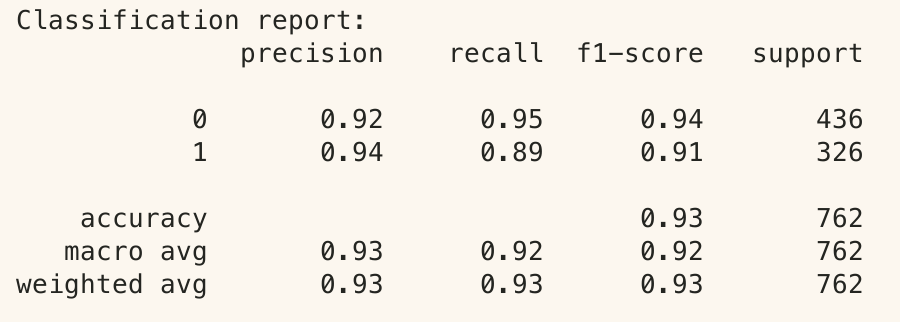 Classification report:
precision recall f1-score support
0 0.92 0.95 0.94 436
1 0.94 0.89 0.91 326
accuracy 0.93 762
macro avg 0.93 0.92 0.92 762
weighted avg 0.93 0.93 0.93 762